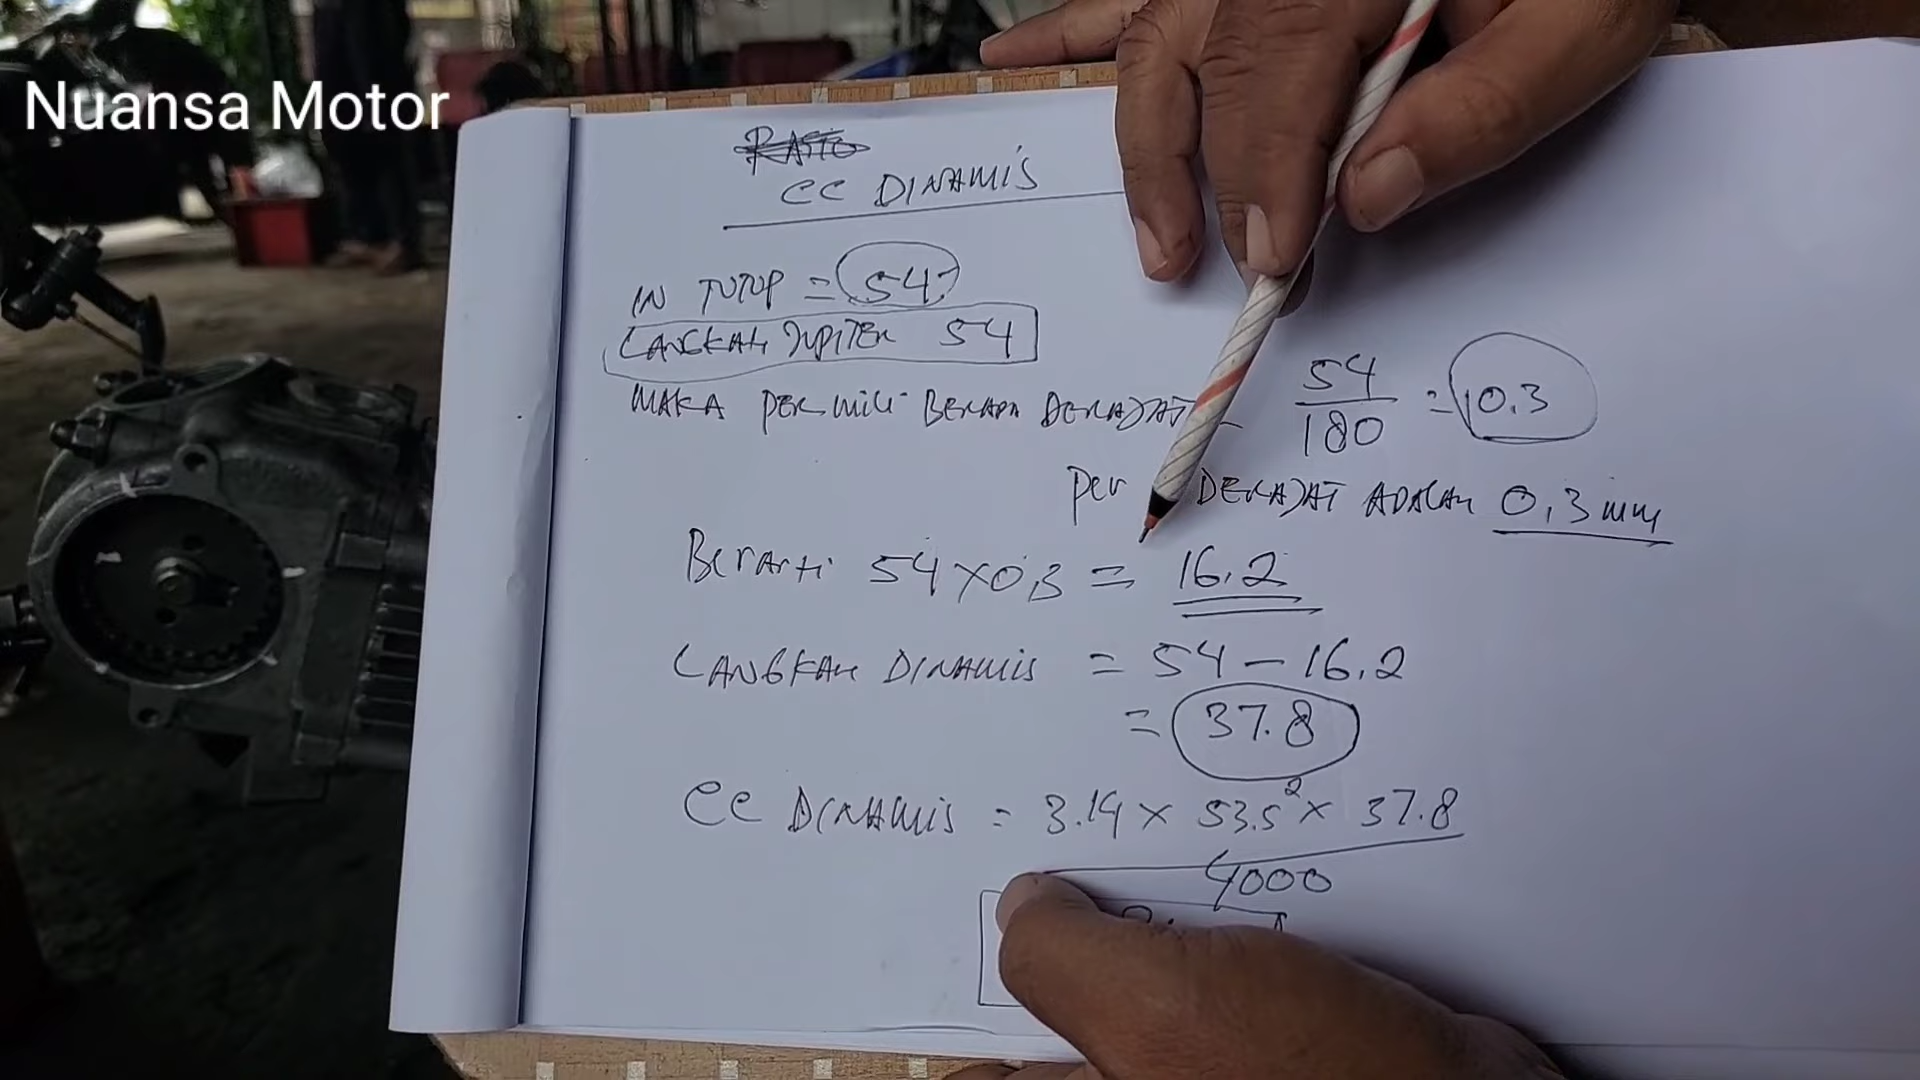 Nuansa Motor
CC DINAMIS
IN TUTUP = 54
LANGKAH JUPITER 54
MAKA PER MILI BERAPA DERAJAT
54
180
= 0.3
Per DERAJAT ADALAH 0,3 mm
Berarti 54 x 0,3 = 16.2
LANGKAH DINAMIS = 54 - 16.2
= 37.8
CC DINAMIS = 3.14 x 53.5² x 37.8
4000